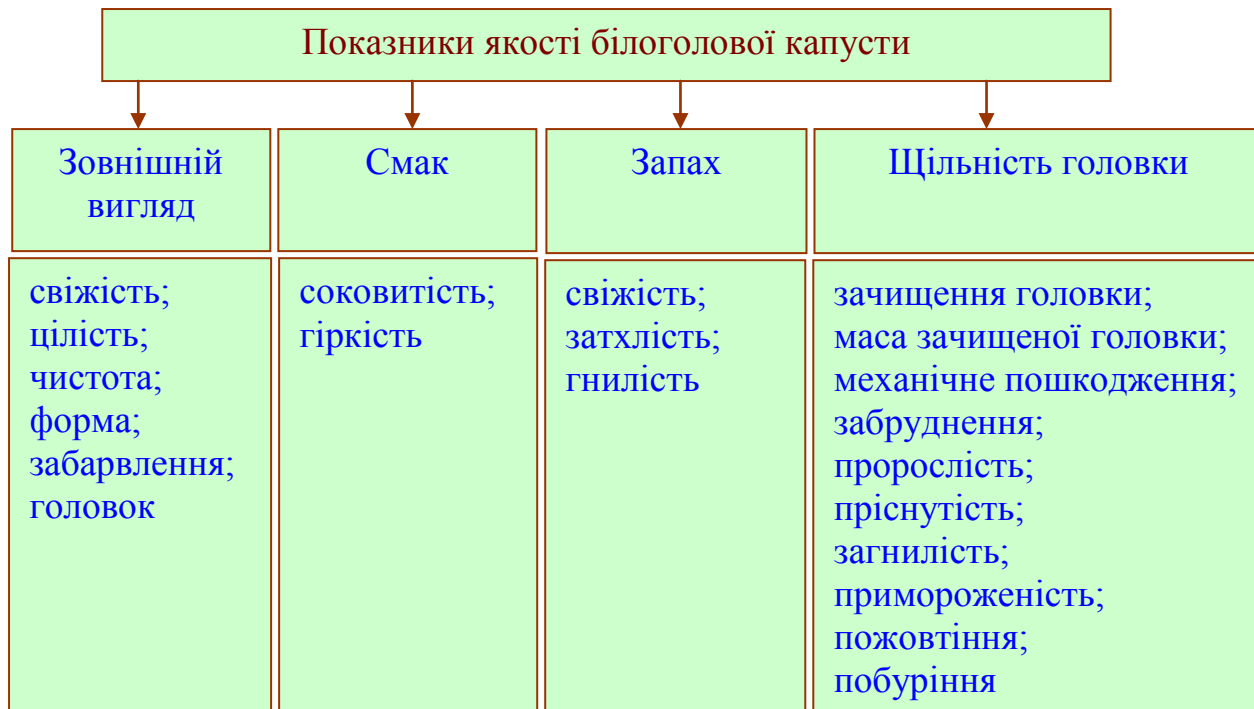 Показники якості білоголової капусти
Зовнішній
вигляд
Смак
Запах
Щільність головки
свіжість;
цілість;
чистота;
форма;
забарвлення;
головок
соковитість;
гіркість
свіжість;
затхлість;
гнилість
зачищення головки;
маса зачищеної головки;
механічне пошкодження;
забруднення;
пророслість;
пріснутість;
загнилість;
примороженість;
пожовтіння;
побуріння